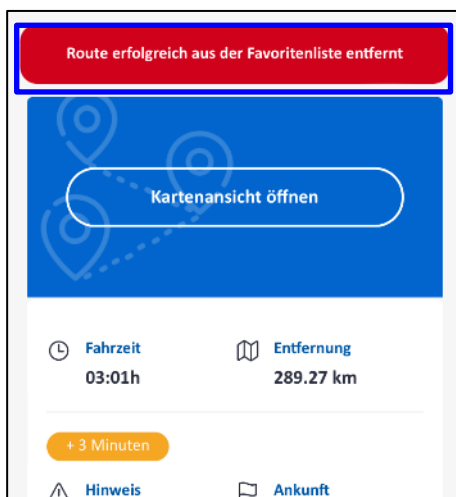 Route erfolgreich aus der Favoritenliste entfernt
Kartenansicht öffnen
Fahrzeit
03:01h
Entfernung
289.27 km
+ 3 Minuten
Hinweis
Ankunft